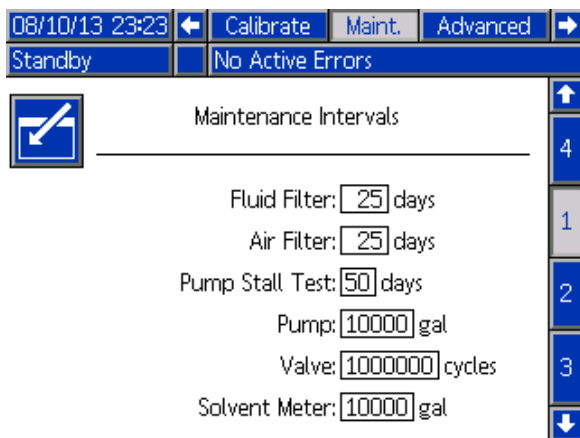 08/10/13 23:23 Calibrate Maint. Advanced
Standby No Active Errors
Maintenance Intervals
4
Fluid Filter: 25 days
1
Air Filter: 25 days
Pump Stall Test: 50 days
2
Pump: 10000 gal
Valve: 1000000 cycles
3
Solvent Meter: 10000 gal